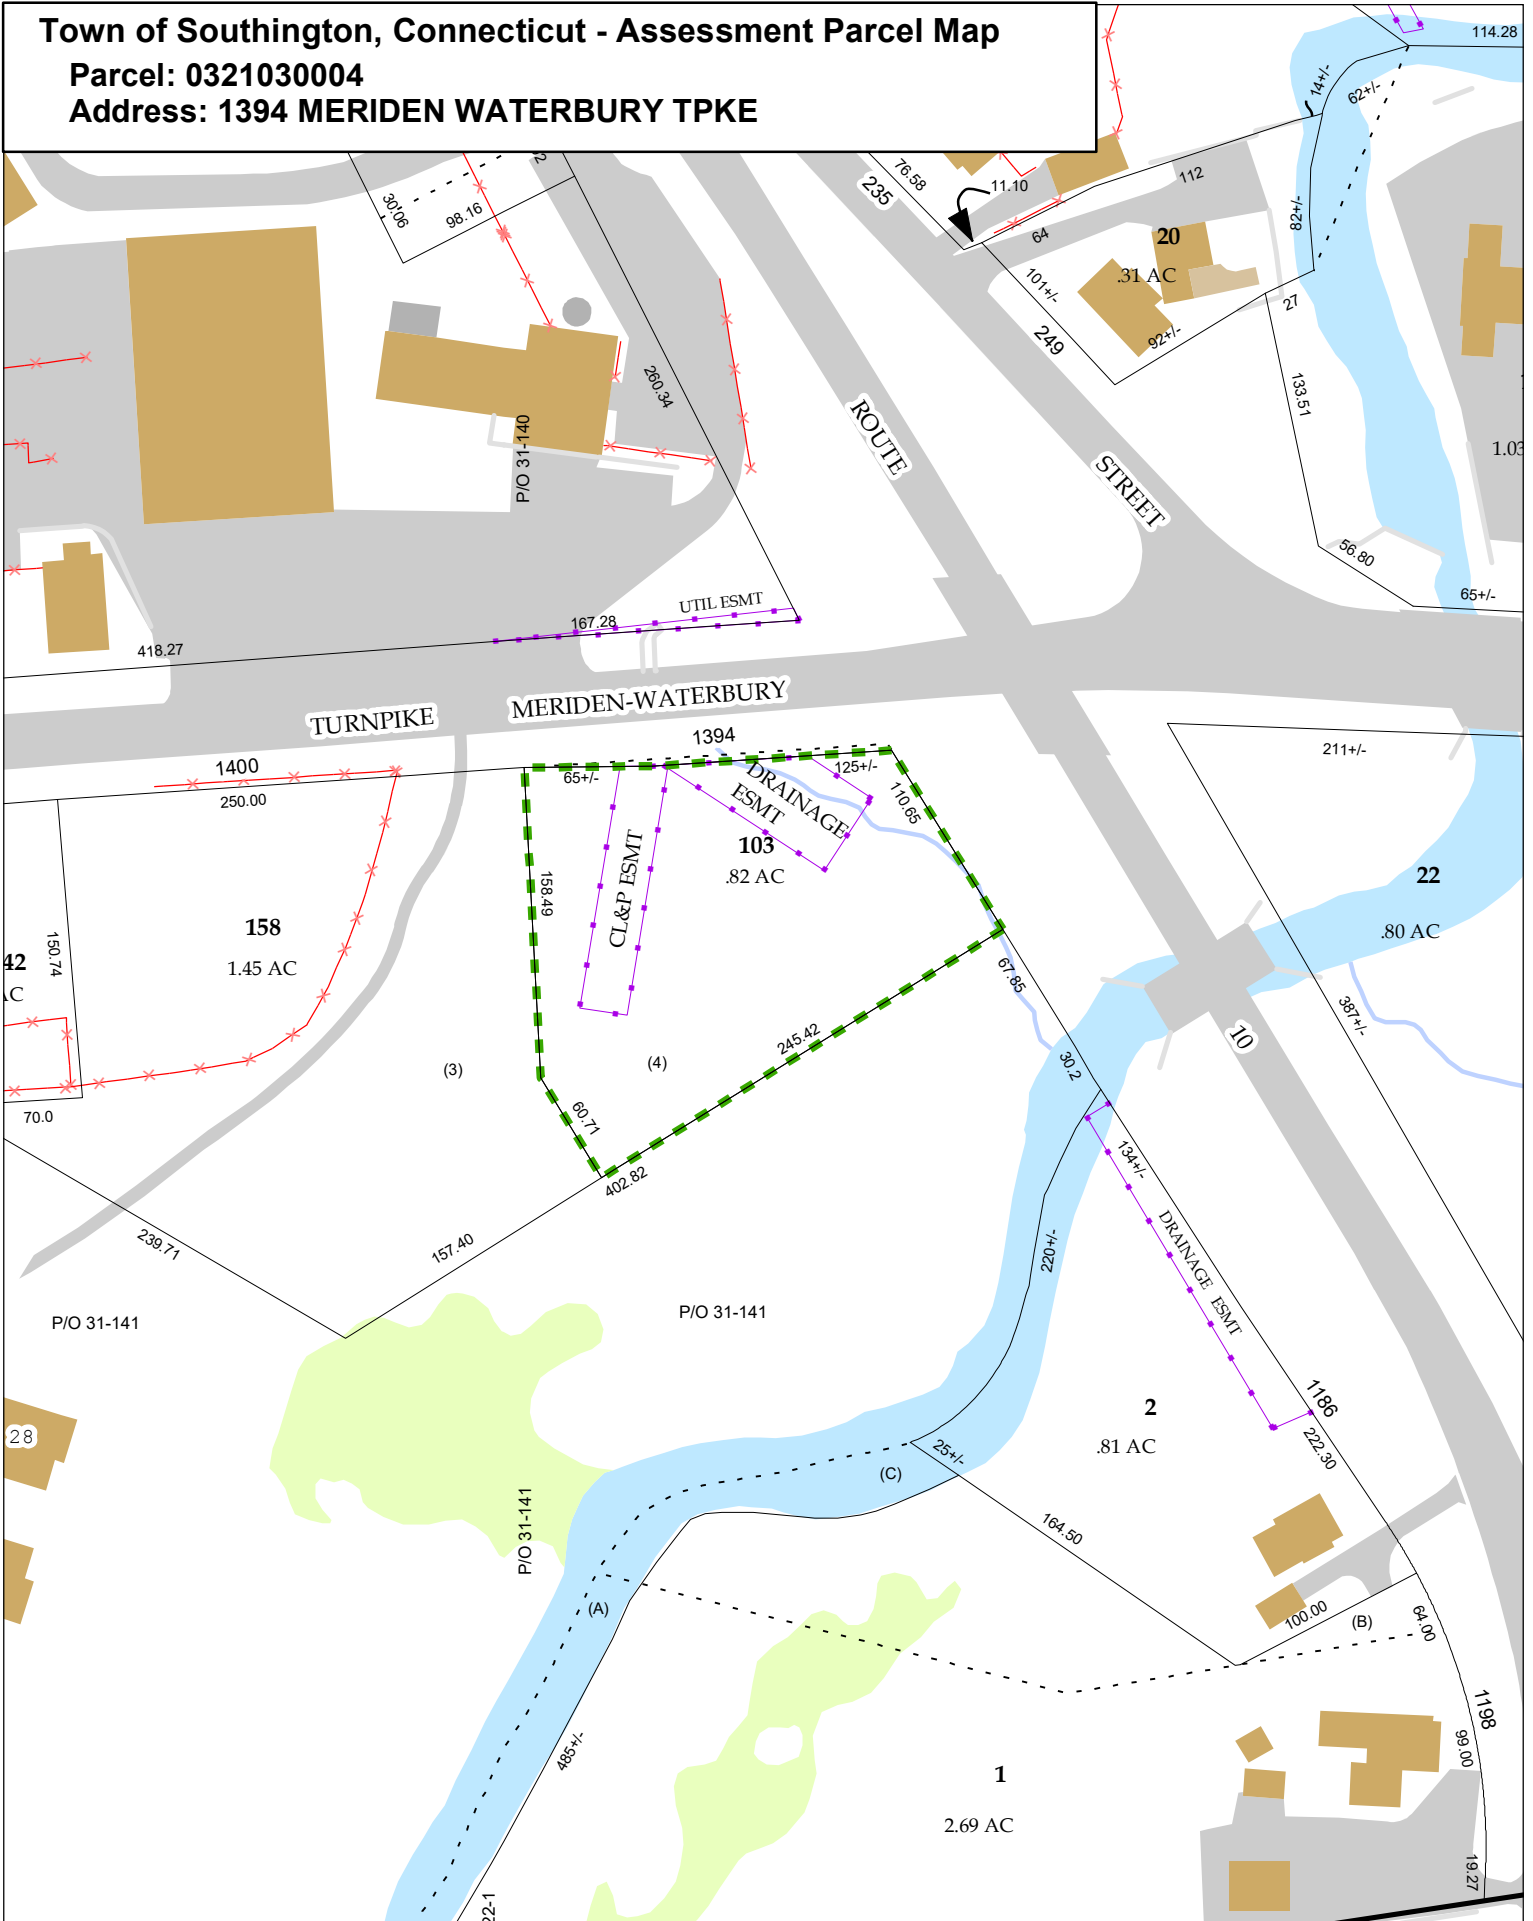 Town of Southington, Connecticut - Assessment Parcel Map
Parcel: 0321030004
Address: 1394 MERIDEN WATERBURY TPKE
114.28
14+/-
62+/-
76.58
235
11.10
112
30.06
98.16
64
82+/-
20
.31 AC
101+/-
27
249
92+/-
260.34
133.51
ROUTE
P/O 31-140
1.03
STREET
56.80
65+/-
UTIL ESMT
167.28
418.27
MERIDEN-WATERBURY
TURNPIKE
1394
211+/-
1400
65+/-
125+/-
250.00
DRAINAGE
ESMT
110.65
103
.82 AC
CL&P ESMT
158.49
22
.80 AC
158
1.45 AC
150.74
42
AC
67.85
387+/-
245.42
10
(3)
(4)
30.2
70.0
60.71
134+/-
402.82
239.71
157.40
220+/-
DRAINAGE ESMT
P/O 31-141
P/O 31-141
1186
2
.81 AC
28
222.30
25+/-
(C)
P/O 31-141
164.50
(A)
100.00
(B)
64.00
1198
99.00
485+/-
1
2.69 AC
19.27
22-1